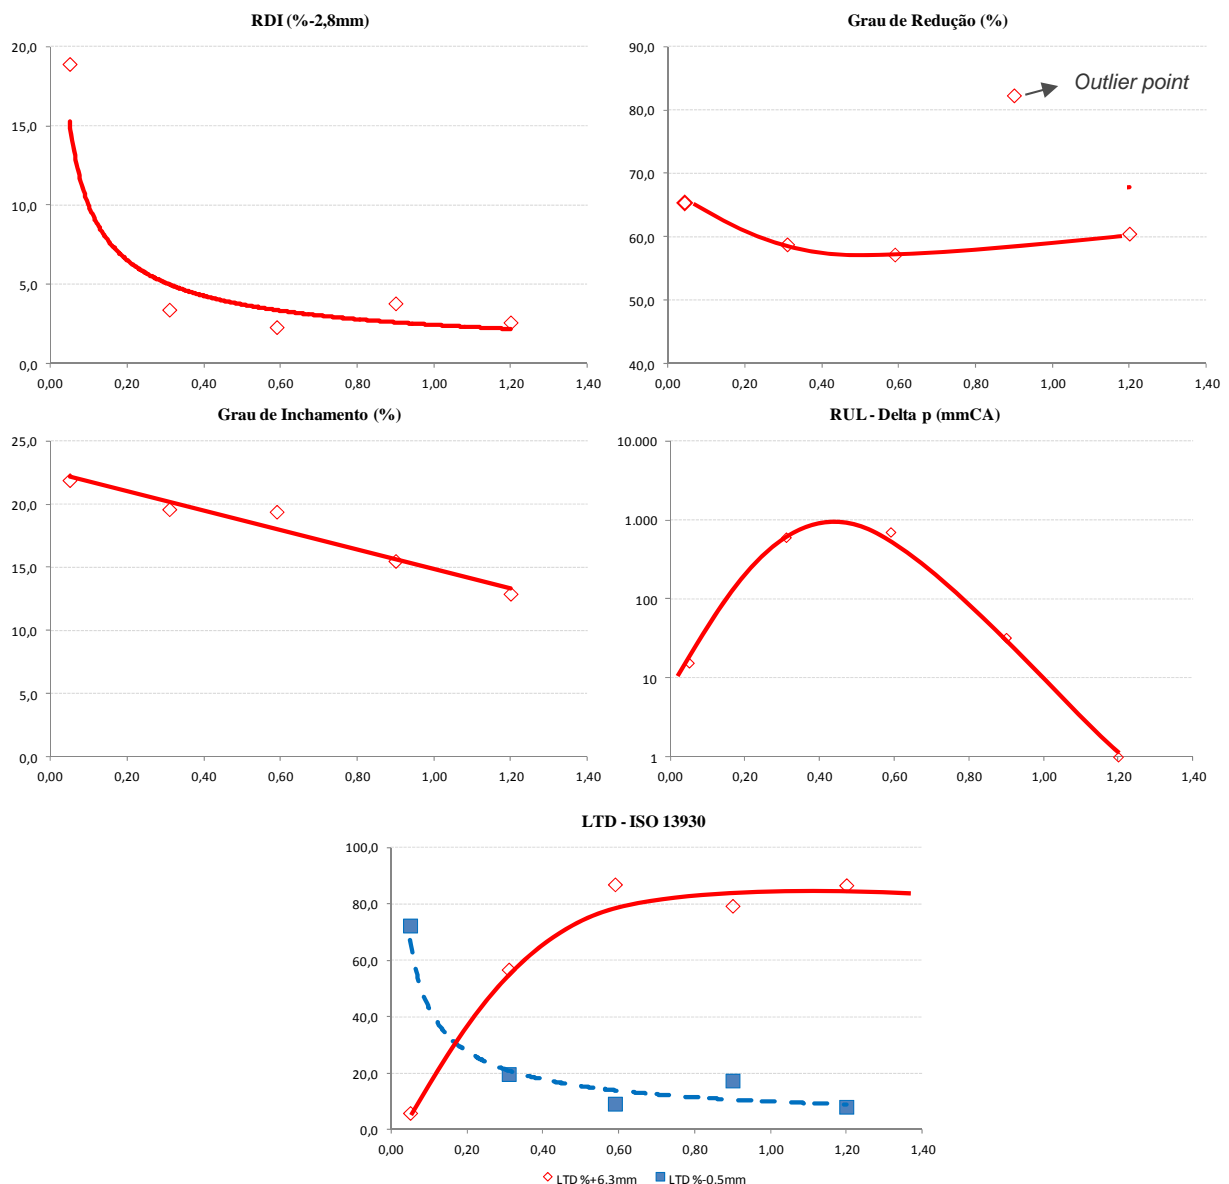 RDI (%-2,8mm)
20,0
15,0
10,0
5,0
0,0
0,00 0,20 0,40 0,60 0,80 1,00 1,20 1,40
Grau de Redução (%)
90,0
Outlier point
80,0
70,0
60,0
50,0
40,0
0,00 0,20 0,40 0,60 0,80 1,00 1,20 1,40
Grau de Inchamento (%)
25,0
20,0
15,0
10,0
5,0
0,0
0,00 0,20 0,40 0,60 0,80 1,00 1,20 1,40
RUL - Delta p (mmCA)
10.000
1.000
100
10
1
0,00 0,20 0,40 0,60 0,80 1,00 1,20 1,40
LTD - ISO 13930
100,0
80,0
60,0
40,0
20,0
0,0
0,00 0,20 0,40 0,60 0,80 1,00 1,20 1,40
LTD %+6,3mm LTD %-0,5mm